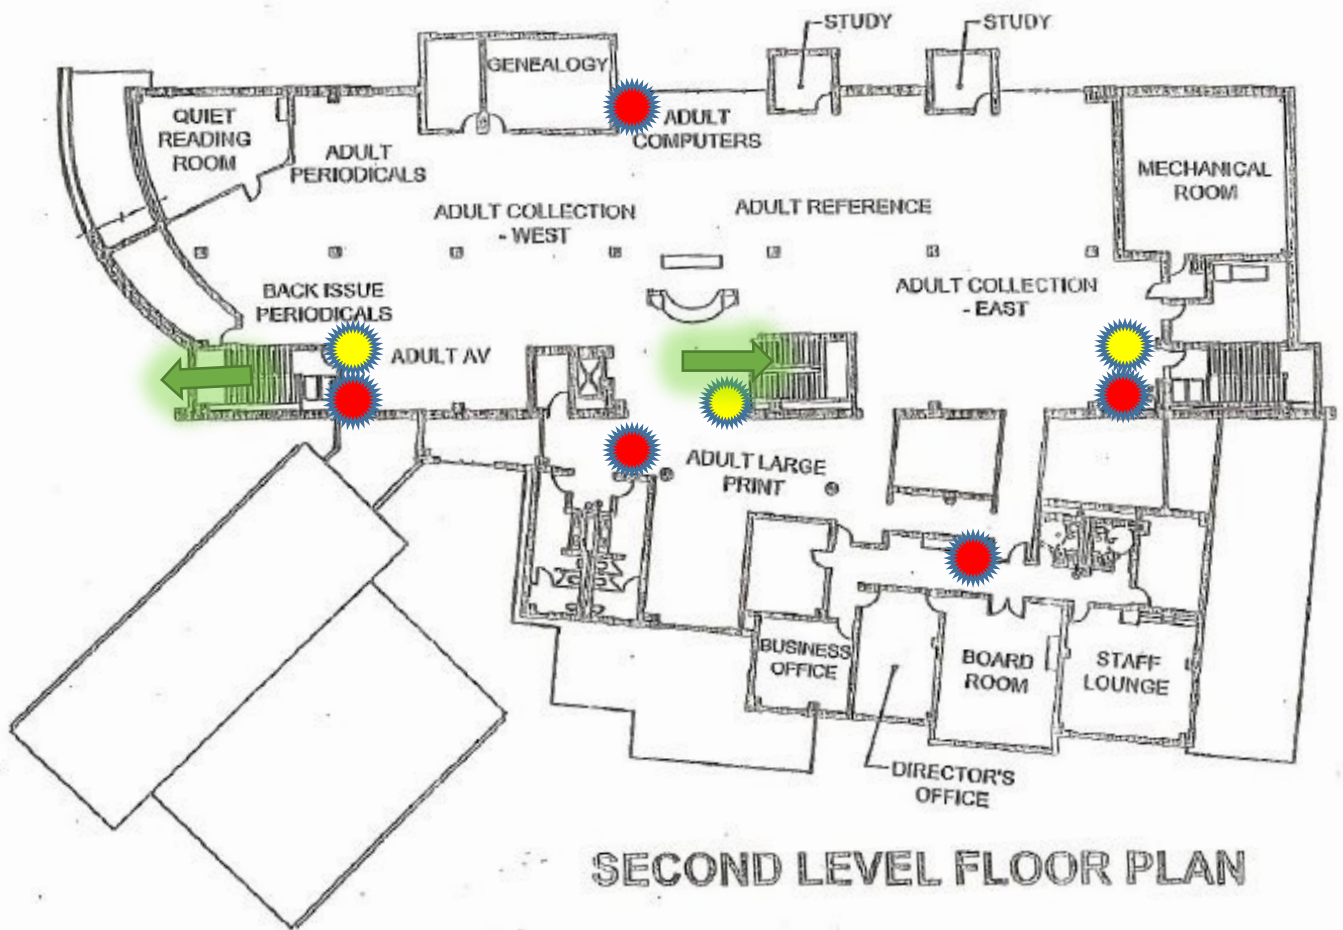 STUDY
STUDY
GENEALOGY
QUIET
READING
ROOM
ADULT
PERIODICALS
ADULT
COMPUTERS
MECHANICAL
ROOM
ADULT COLLECTION
- WEST
ADULT REFERENCE
BACK ISSUE
PERIODICALS
ADULT COLLECTION
- EAST
ADULT AV
ADULT LARGE
PRINT
BUSINESS
OFFICE
BOARD
ROOM
STAFF
LOUNGE
DIRECTOR'S
OFFICE
SECOND LEVEL FLOOR PLAN